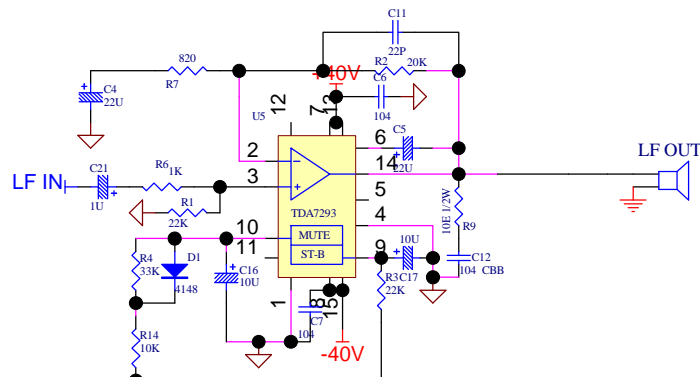 C11
22P
820
R7
R2 20K
-40V
C4
22U
C6
104
U5
12
7
13
6
C5
22U
2
14
LF OUT
C21
R6
1K
LF IN
3
1U
5
R1
22K
TDA7293
4
10E 1/2W
R9
10
MUTE
10U
11
ST-B
9
R4
33K
D1
4148
C16
10U
R3
C17
22K
C12
104 CBB
1
8
15
C7
104
R14
10K
-40V